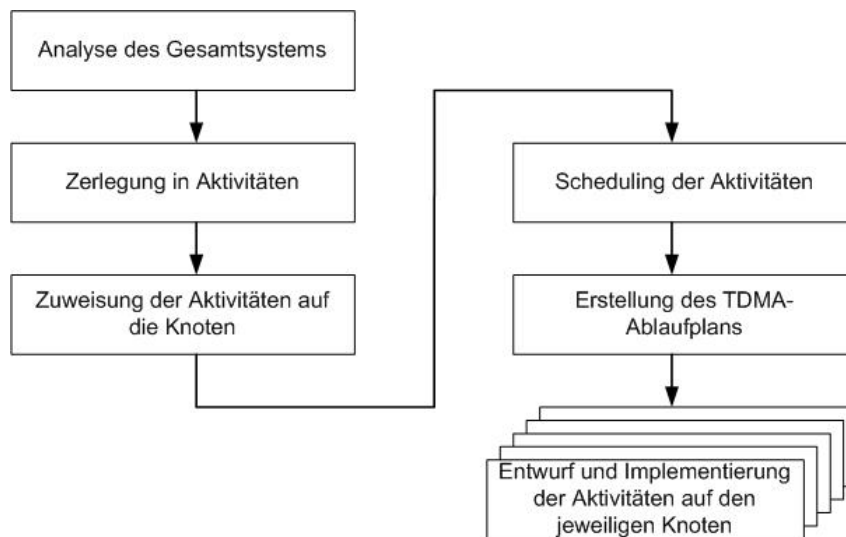 Analyse des Gesamtsystems
Zerlegung in Aktivitäten
Zuweisung der Aktivitäten auf
die Knoten
Scheduling der Aktivitäten
Erstellung des TDMA-
Ablaufplans
Entwurf und Implementierung
der Aktivitäten auf den
jeweiligen Knoten